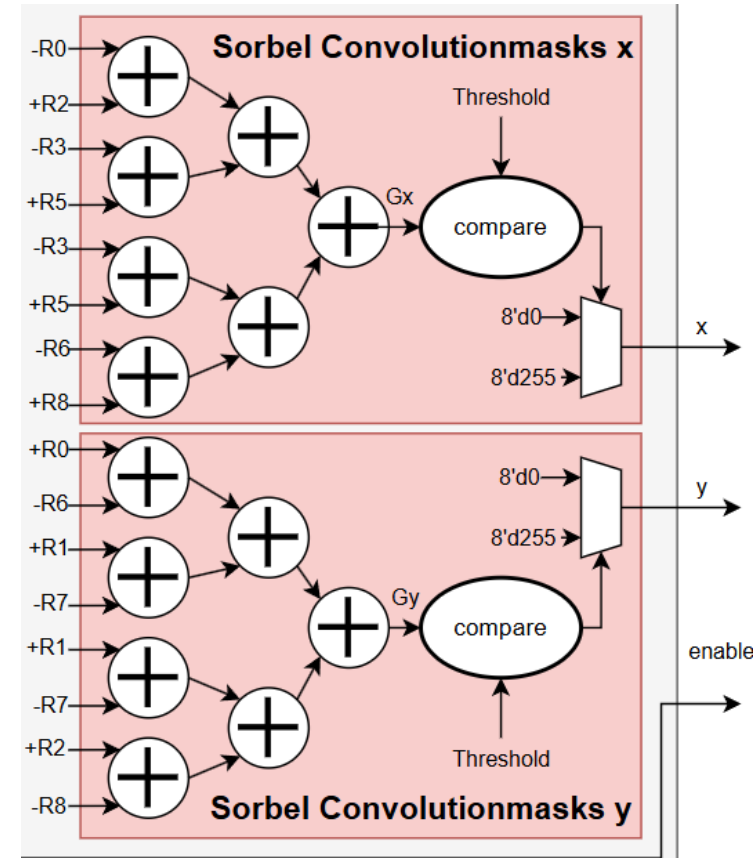 Sorbel Convolutionmasks x
-R0
+R2
-R3
+R5
-R3
+R5
-R6
+R8
Gx
Threshold
compare
8'd0
8'd255
x
+R0
-R6
+R1
-R7
+R1
-R7
+R2
-R8
Gy
compare
Threshold
8'd0
8'd255
y
enable
Sorbel Convolutionmasks y